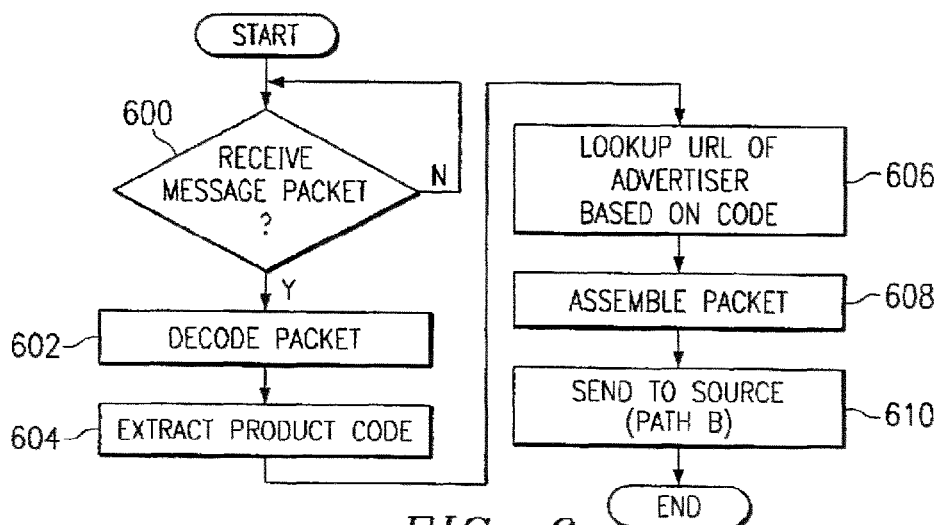 START
600
RECEIVE
MESSAGE PACKET
?
N
Y
602
DECODE PACKET
604
EXTRACT PRODUCT CODE
LOOKUP URL OF
ADVERTISER
BASED ON CODE
606
ASSEMBLE PACKET
608
SEND TO SOURCE
(PATH B)
610
END
FIG.